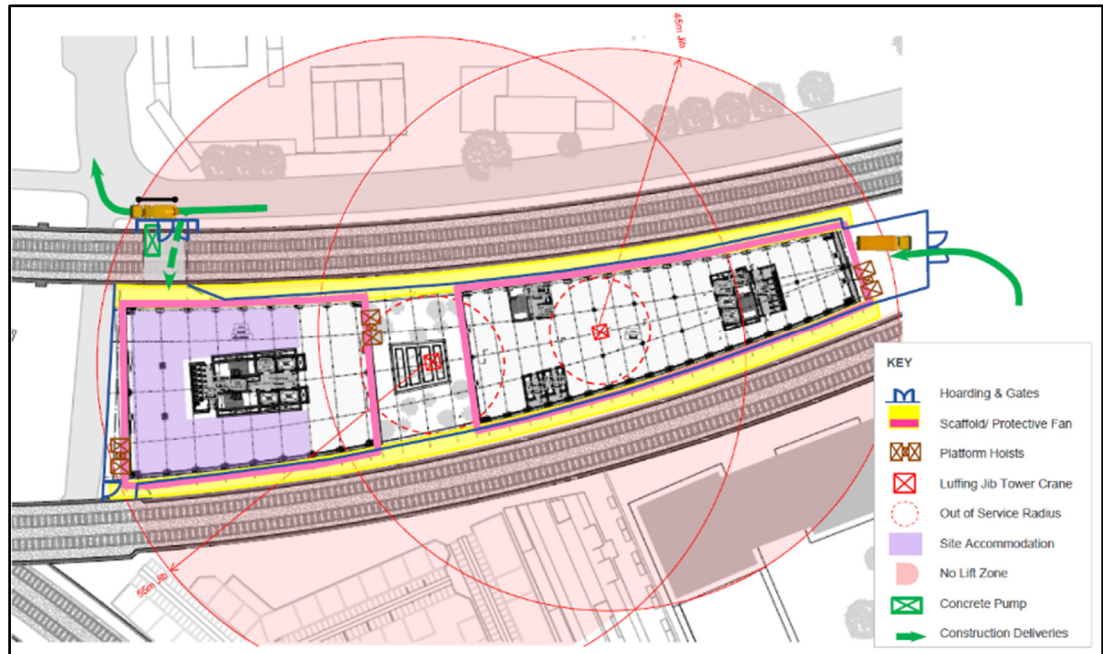 45m Jib
55m Jib
KEY
Hoarding & Gates
Scaffold/ Protective Fan
Platform Hoists
Luffing Jib Tower Crane
Out of Service Radius
Site Accommodation
No Lift Zone
Concrete Pump
Construction Deliveries